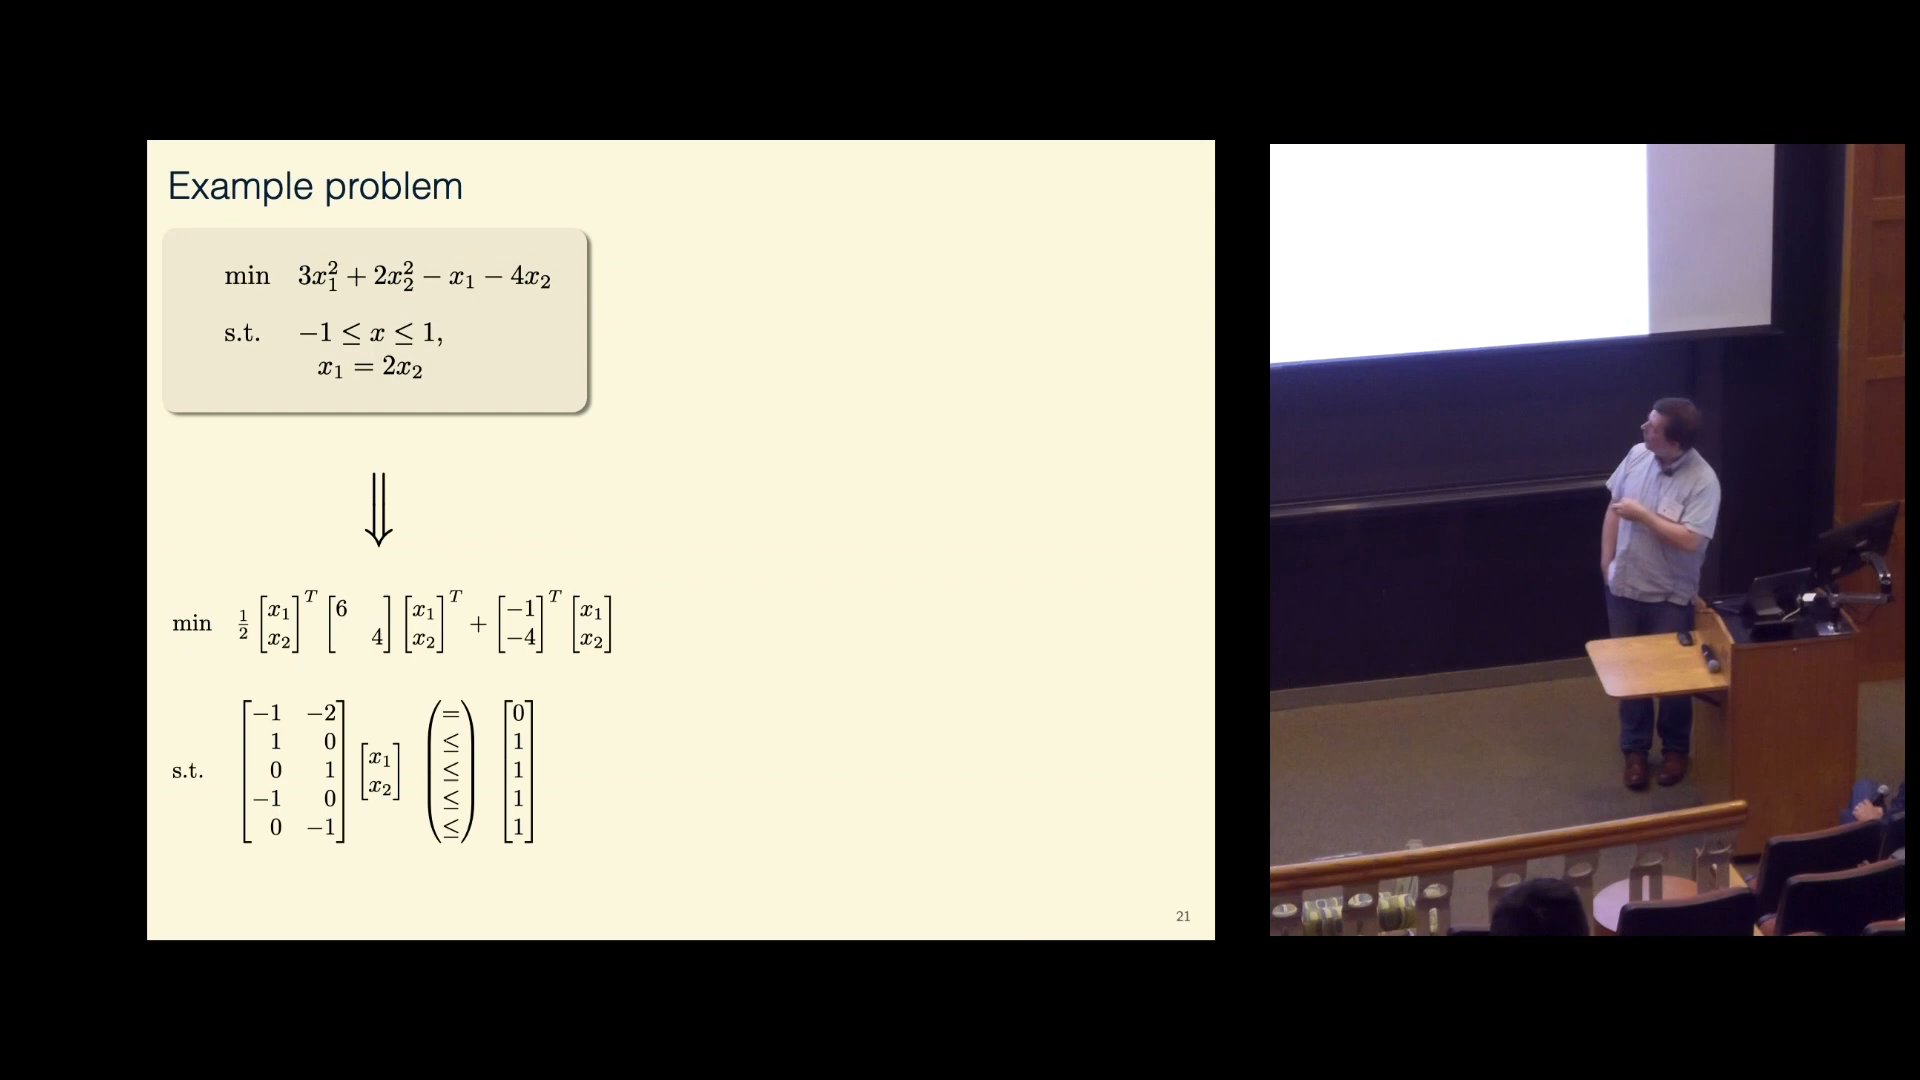 Example problem
min 3x₁² + 2x₂² − x₁ − 4x₂
s.t. −1 ≤ x ≤ 1,
x₁ = 2x₂
⇓
min ½ [x₁ x₂]ᵀ [6 4] [x₁ x₂]ᵀ + [−1 −4]ᵀ [x₁ x₂]
s.t. [−1 −2; 1 0; 0 1; −1 0; 0 −1] [x₁ x₂] (= ≤ ≤ ≤ ≤) [0 1 1 1 1]
21